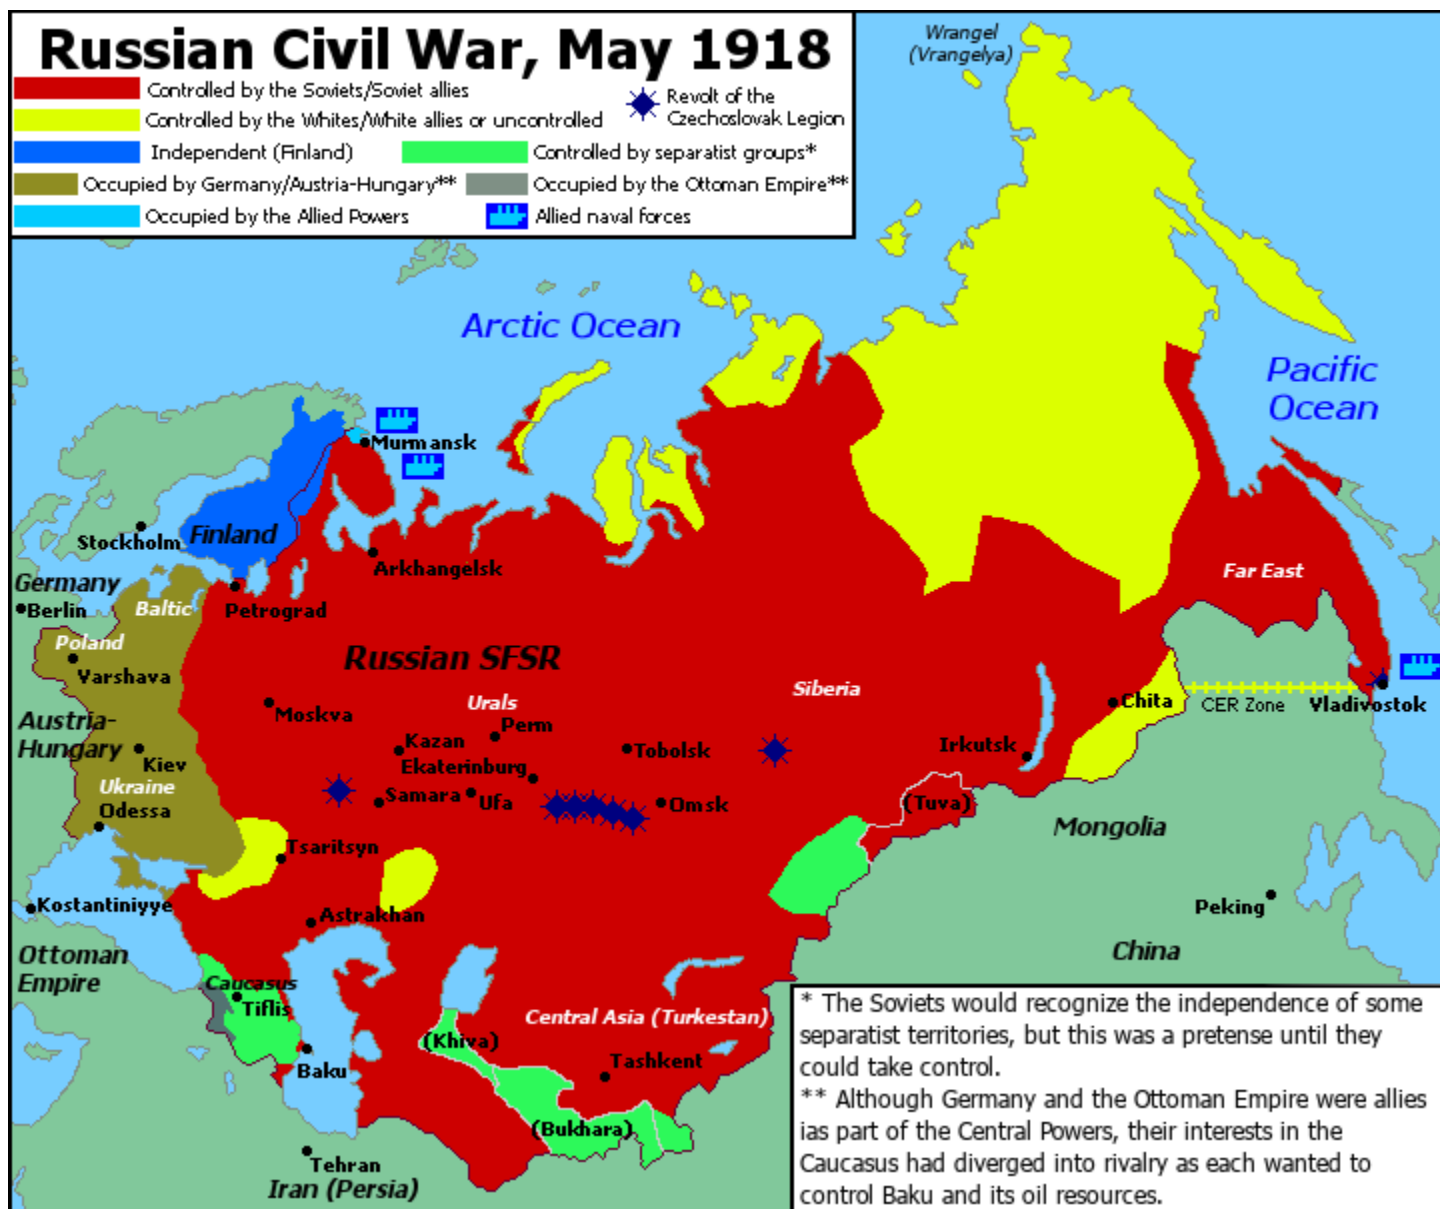 Russian Civil War, May 1918
Controlled by the Soviets/Soviet allies
Revolt of the
Czechoslovak Legion
Controlled by the Whites/White allies or uncontrolled
Independent (Finland)
Controlled by separatist groups*
Occupied by Germany/Austria-Hungary**
Occupied by the Ottoman Empire**
Occupied by the Allied Powers
Allied naval forces
Wrangel
(Vrangelya)
Arctic Ocean
Pacific
Ocean
Murmansk
Stockholm
Finland
Arkhangelsk
Germany
Berlin
Baltic
Petrograd
Far East
Poland
Varshava
Russian SFSR
Siberia
Urals
Moskva
Perm
Chita
CER Zone
Vladivostok
Austria-
Hungary
Kiev
Kazan
Ekaterinburg
Tobolsk
Irkutsk
Ukraine
Odessa
Samara
Ufa
Omsk
(Tuva)
Mongolia
Tsaritsyn
Kostantiniyye
Astrakhan
Peking
Ottoman
Empire
China
Caucasus
Tiflis
Central Asia (Turkestan)
(Khiva)
Tashkent
Baku
(Bukhara)
Tehran
Iran (Persia)
* The Soviets would recognize the independence of some
separatist territories, but this was a pretense until they
could take control.
** Although Germany and the Ottoman Empire were allies
ias part of the Central Powers, their interests in the
Caucasus had diverged into rivalry as each wanted to
control Baku and its oil resources.